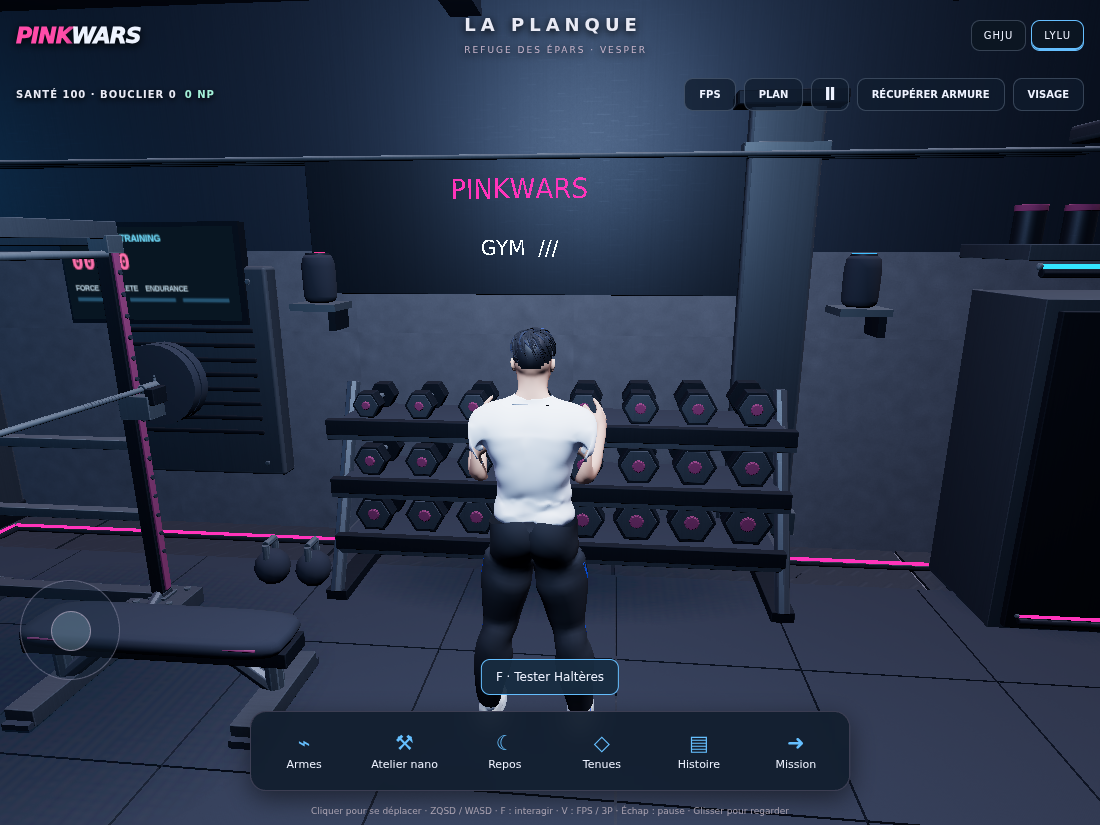 PINKWARS
LA PLANQUE
REFUGE DES ÉPARS · VESPER
GHJU
LYLU
SANTÉ 100 · BOUCLIER 0 0 NP
FPS
PLAN
RÉCUPÉRER ARMURE
VISAGE
PINKWARS
GYM ///
TRAINING
FORCE
ENDURANCE
F · Tester Haltères
Armes
Atelier nano
Repos
Tenues
Histoire
Mission
Cliquer pour se déplacer · ZQSD / WASD · F : interagir · V : FPS / 3P · Échap : pause · Glisser pour regarder